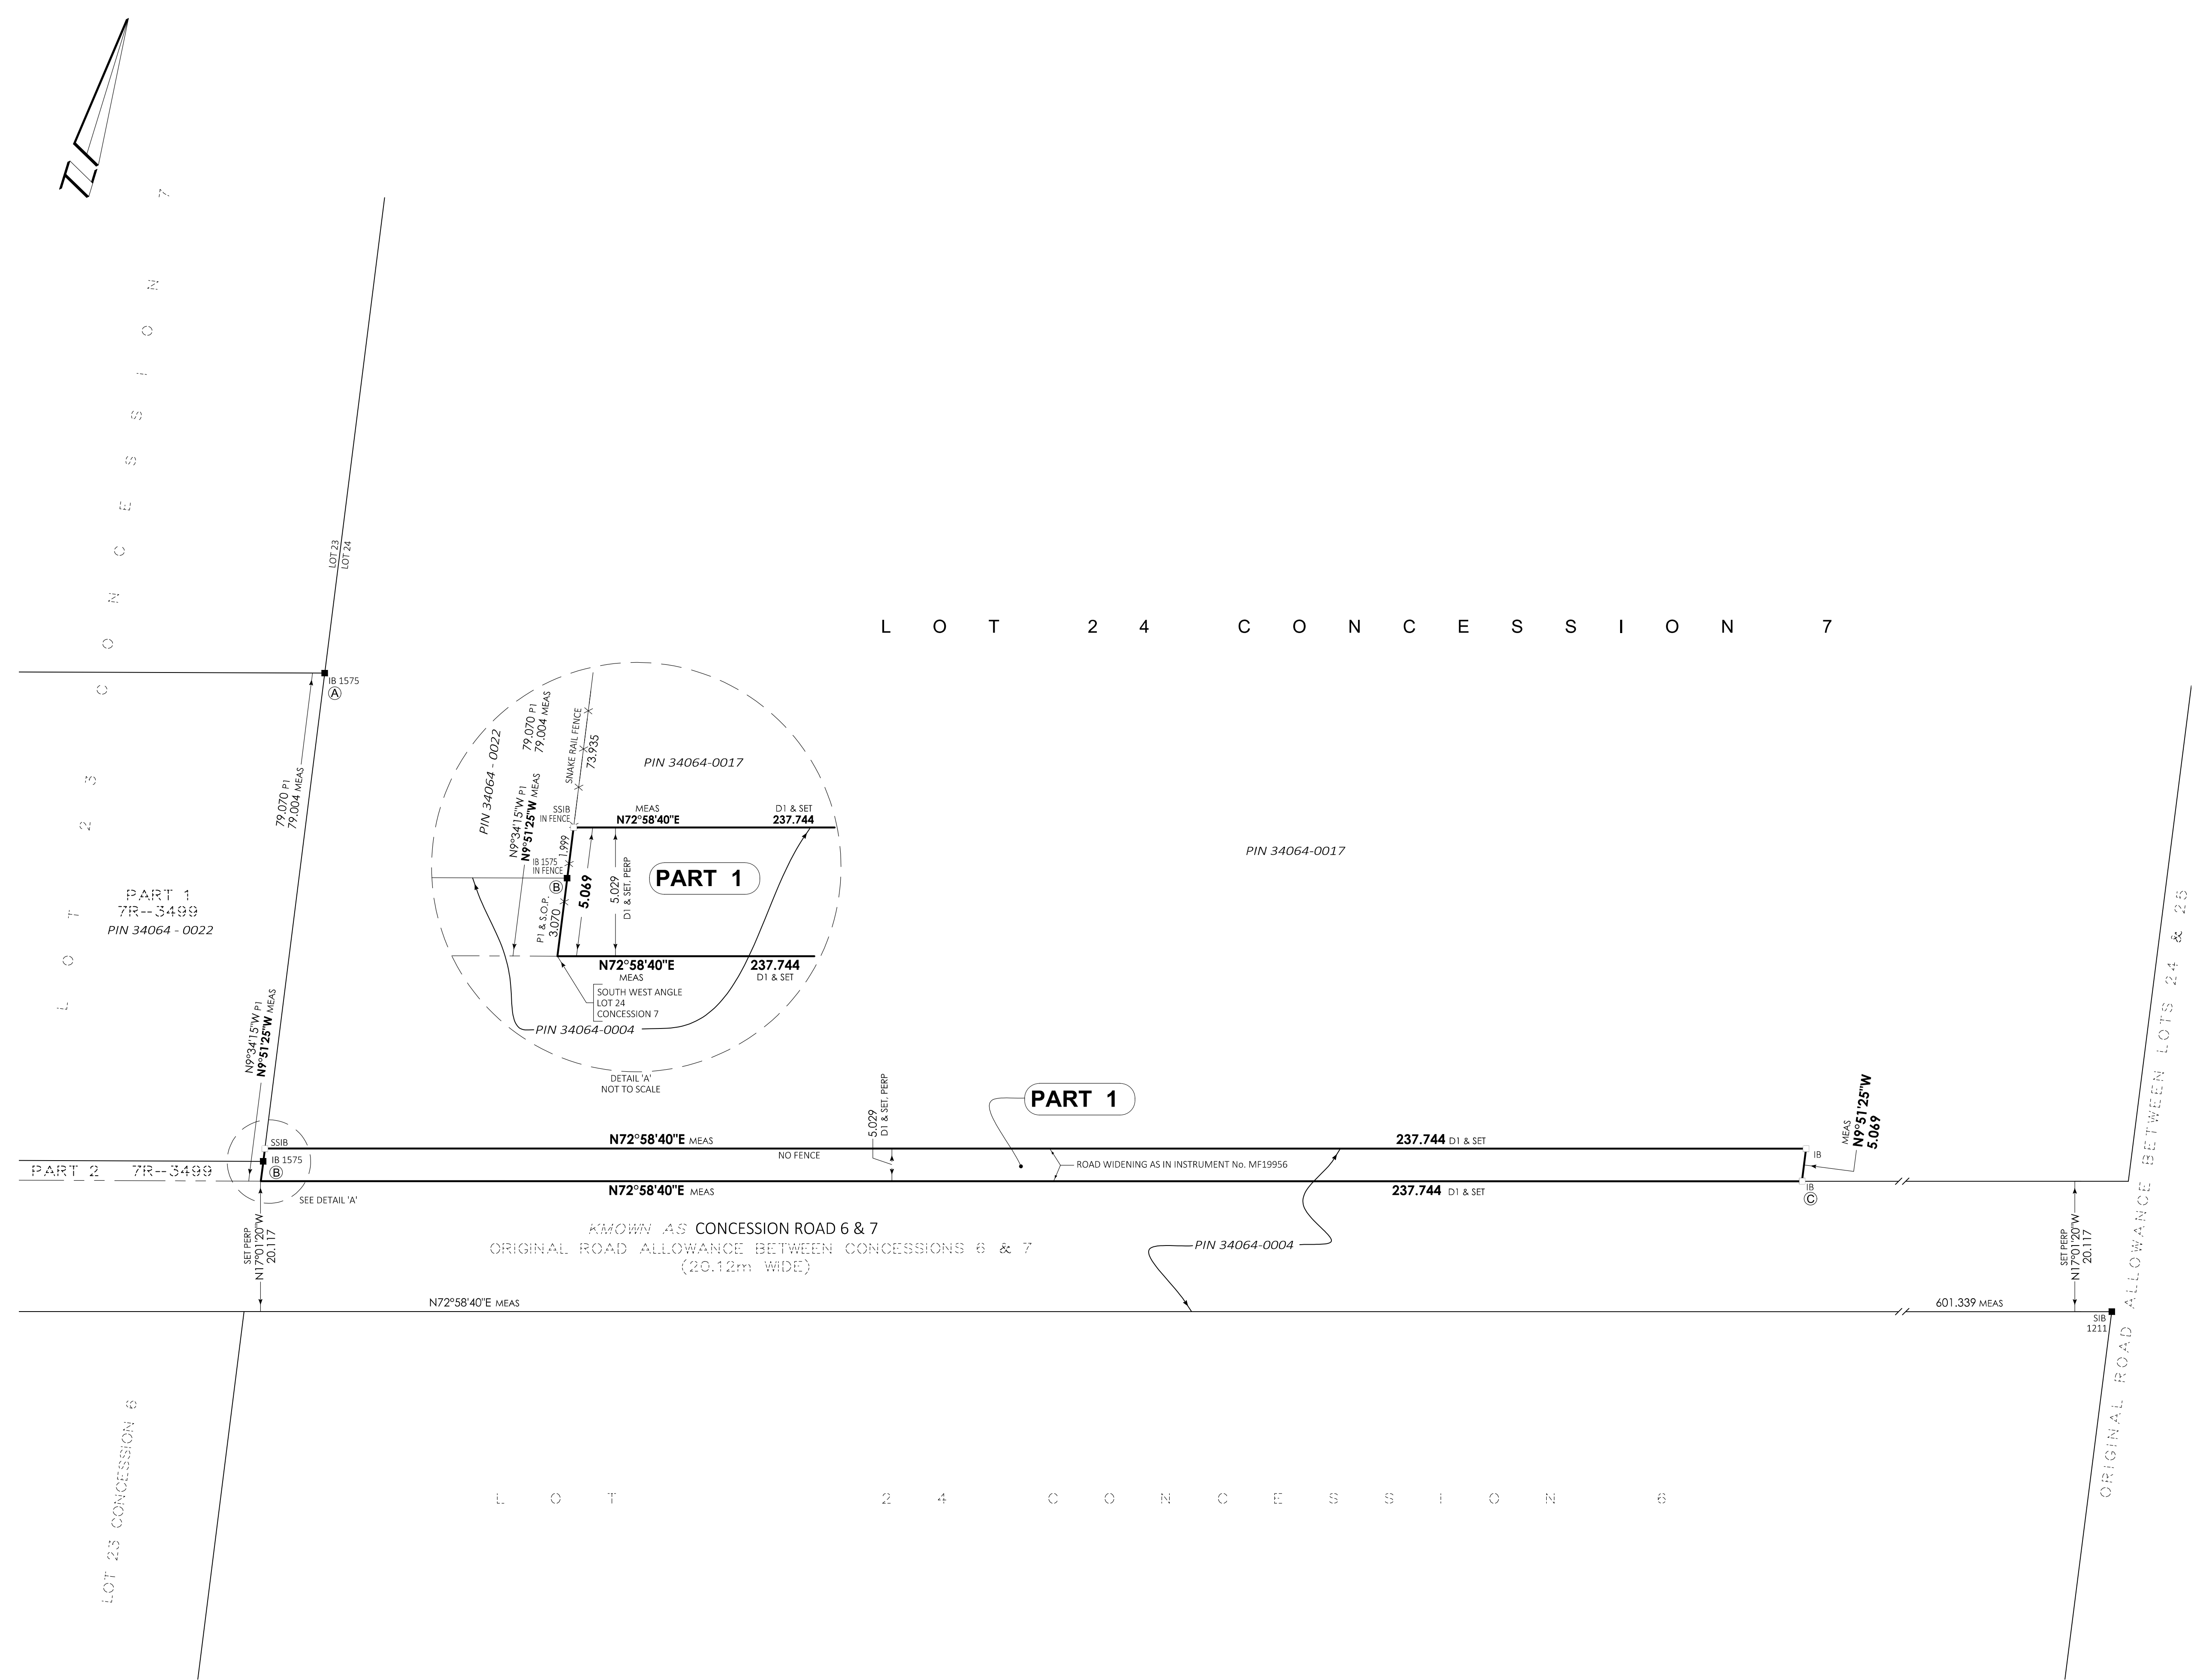 LOT 23 CONCESSION 7
LOT 23
LOT 24
LOT 24 CONCESSION 7
IB 1575
A
79.070 P1
79.004 MEAS
PIN 34064 - 0022
79.070 P1
79.004 MEAS
SNAKE RAIL FENCE
73.935
PIN 34064-0017
N9°34'15"W P1
N9°51'25"W MEAS
SSIB
IN FENCE
MEAS
N72°58'40"E
D1 & SET
237.744
1.999
IB 1575
IN FENCE
B
5.069
5.029
D1 & SET. PERP
PART 1
P1 & S.O.P.
3.070
N72°58'40"E
MEAS
237.744
D1 & SET
SOUTH WEST ANGLE
LOT 24
CONCESSION 7
PIN 34064-0004
DETAIL 'A'
NOT TO SCALE
PIN 34064-0017
PART 1
7R--3499
PIN 34064 - 0022
N9°34'15"W P1
N9°51'25"W MEAS
SSIB
IB 1575
B
PART 2 7R--3499
SEE DETAIL 'A'
N72°58'40"E MEAS
NO FENCE
5.029
D1 & SET. PERP
PART 1
ROAD WIDENING AS IN INSTRUMENT No. MF19956
237.744 D1 & SET
IB
MEAS
N9°51'25"W
5.069
N72°58'40"E MEAS
237.744 D1 & SET
IB
C
SET PERP
N17°01'20"W
20.117
KMOWN AS CONCESSION ROAD 6 & 7
ORIGINAL ROAD ALLOWANCE BETWEEN CONCESSIONS 6 & 7
(20.12m WIDE)
PIN 34064-0004
SET PERP
N17°01'20"W
20.117
N72°58'40"E MEAS
601.339 MEAS
SIB
1211
ORIGINAL ROAD ALLOWANCE BETWEEN LOTS 24 & 25
LOT 23 CONCESSION 6
LOT 24 CONCESSION 6